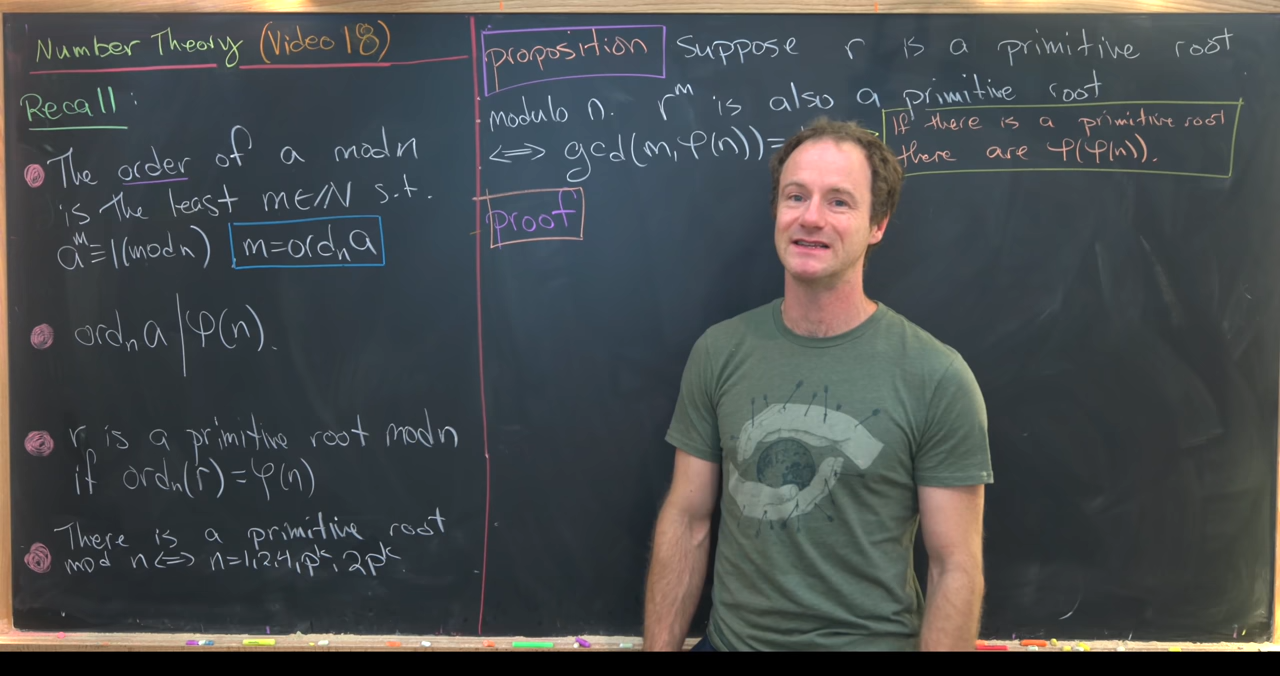 Number Theory (Video 18)
Recall:
The order of a mod n
is the least m∈ℕ s.t.
a^m≡1(mod n) m=ord_n a
ord_n a | φ(n).
r is a primitive root mod n
if ord_n(r)=φ(n)
There is a primitive root
mod n ⟺ n=1,2,4,p^k, 2p^k.
proposition Suppose r is a primitive root
modulo n. r^m is also a primitive root
⟺ gcd(m,φ(n))=
If there is a primitive root
there are φ(φ(n)).
proof